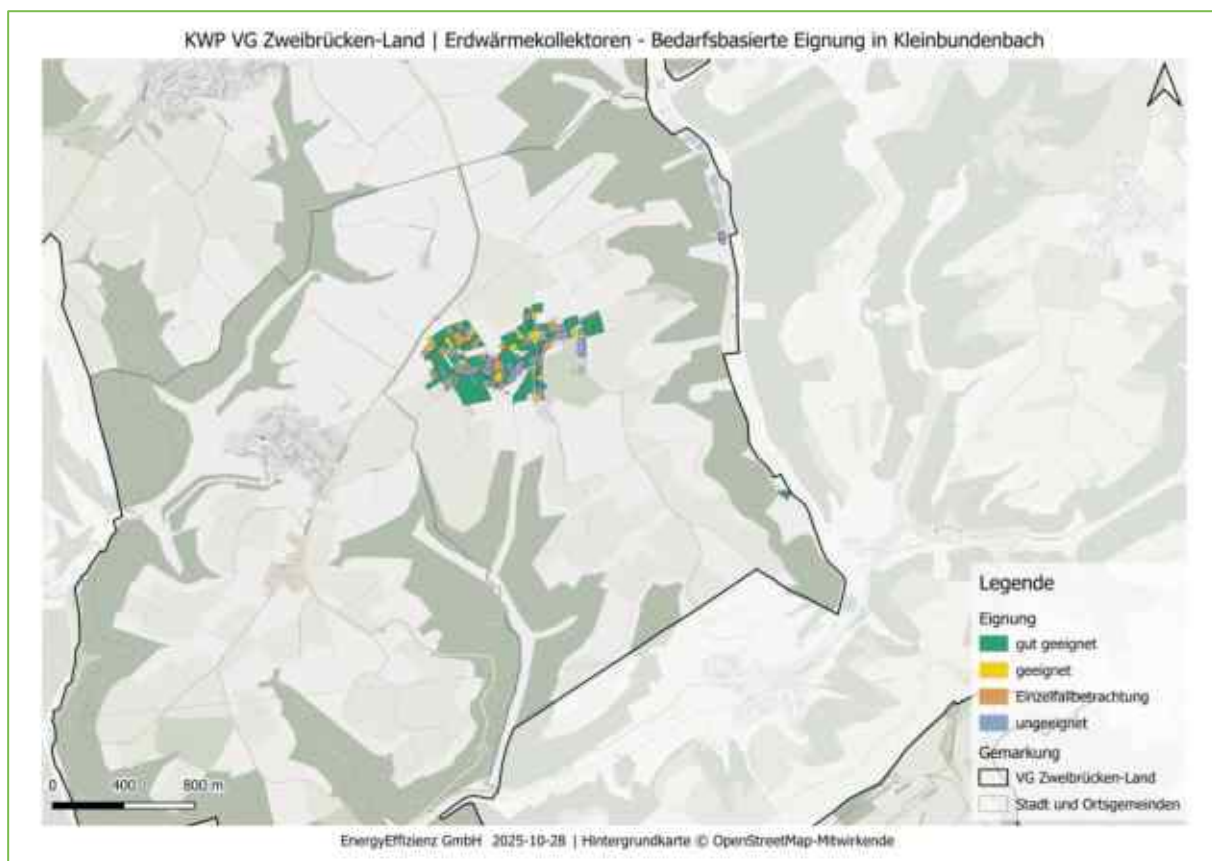 KWP VG Zweibrücken-Land | Erdwärmekollektoren - Bedarfsbasierte Eignung in Kleinbundenbach
Legende
Eignung
gut geeignet
geeignet
Einzelfallbetrachtung
ungeeignet
Gemarkung
VG Zweibrücken-Land
Stadt und Ortsgemeinden
0 400 800 m
EnergyEffizienz GmbH 2025-10-28 | Hintergrundkarte © OpenStreetMap-Mitwirkende